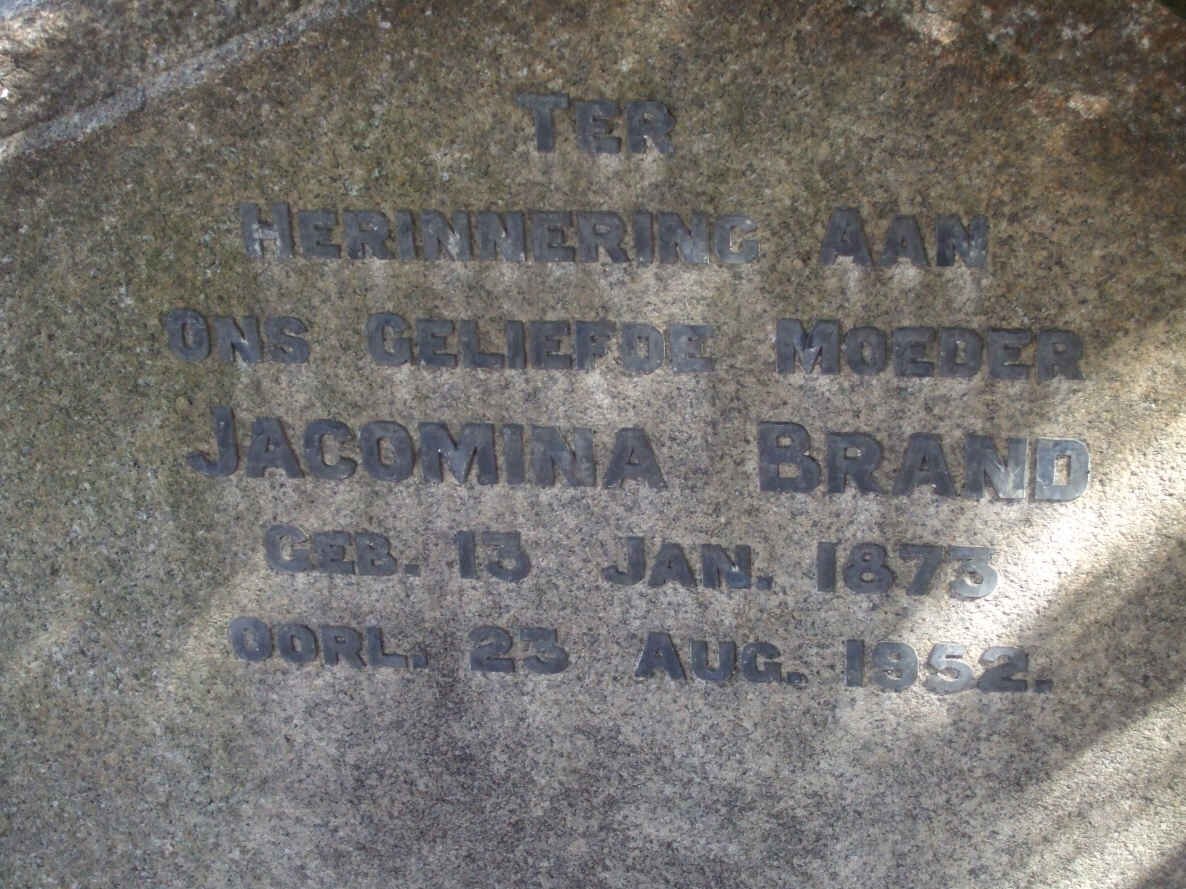 TER
HERINNERING AAN
ONS GELIEFDE MOEDER
JACOMINA BRAND
GEB. 13 JAN. 1873
OORL. 23 AUG. 1952.